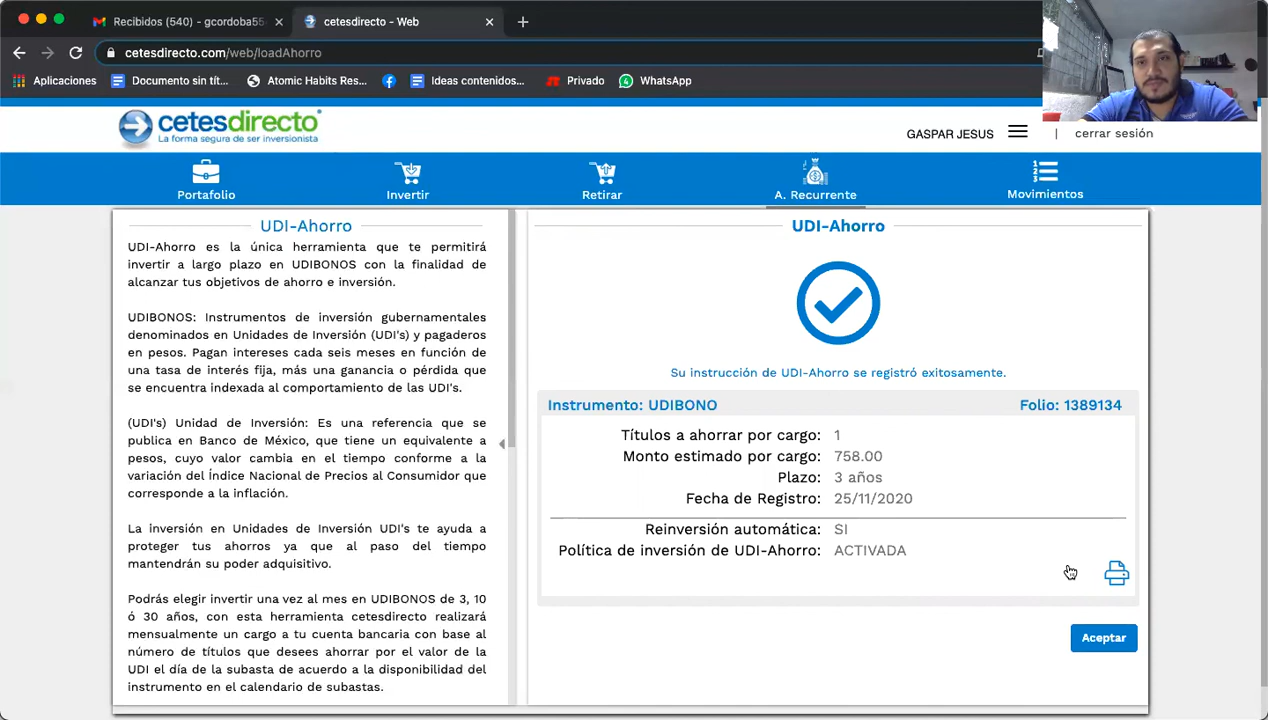 Recibidos (540) - gcordoba55
cetesdirecto - Web
cetesdirecto.com/web/loadAhorro
Aplicaciones
Documento sin tít...
Atomic Habits Res...
Ideas contenidos...
Privado
WhatsApp
cetesdirecto
La forma segura de ser inversionista
GASPAR JESUS
| cerrar sesión
Portafolio
Invertir
Retirar
A. Recurrente
Movimientos
UDI-Ahorro
UDI-Ahorro es la única herramienta que te permitirá
invertir a largo plazo en UDIBONOS con la finalidad de
alcanzar tus objetivos de ahorro e inversión.
UDIBONOS: Instrumentos de inversión gubernamentales
denominados en Unidades de Inversión (UDI's) y pagaderos
en pesos. Pagan intereses cada seis meses en función de
una tasa de interés fija, más una ganancia o pérdida que
se encuentra indexada al comportamiento de las UDI's.
(UDI's) Unidad de Inversión: Es una referencia que se
publica en Banco de México, que tiene un equivalente a
pesos, cuyo valor cambia en el tiempo conforme a la
variación del Índice Nacional de Precios al Consumidor que
corresponde a la inflación.
La inversión en Unidades de Inversión UDI's te ayuda a
proteger tus ahorros ya que al paso del tiempo
mantendrán su poder adquisitivo.
Podrás elegir invertir una vez al mes en UDIBONOS de 3, 10
ó 30 años, con esta herramienta cetesdirecto realizará
mensualmente un cargo a tu cuenta bancaria con base al
número de títulos que desees ahorrar por el valor de la
UDI el día de la subasta de acuerdo a la disponibilidad del
instrumento en el calendario de subastas.
UDI-Ahorro
Su instrucción de UDI-Ahorro se registró exitosamente.
Instrumento: UDIBONO Folio: 1389134
Títulos a ahorrar por cargo: 1
Monto estimado por cargo: 758.00
Plazo: 3 años
Fecha de Registro: 25/11/2020
Reinversión automática: SI
Política de inversión de UDI-Ahorro: ACTIVADA
Aceptar